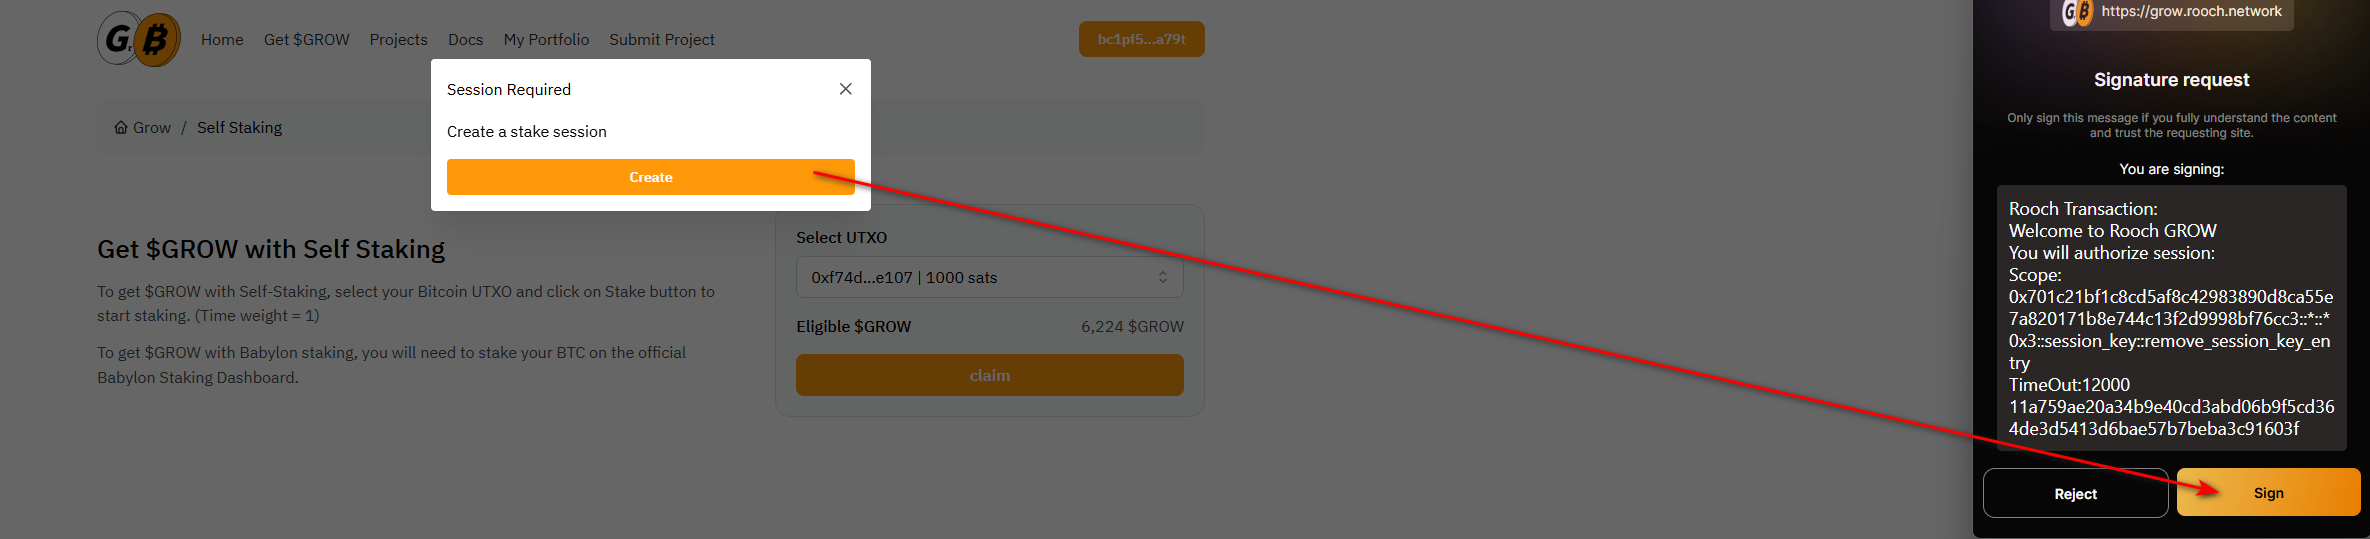 Home Get $GROW Projects Docs My Portfolio Submit Project
bc1pf5...a79t
Session Required
Create a stake session
Create
Grow / Self Staking
Get $GROW with Self Staking
To get $GROW with Self-Staking, select your Bitcoin UTXO and click on Stake button to
start staking. (Time weight = 1)
To get $GROW with Babylon staking, you will need to stake your BTC on the official
Babylon Staking Dashboard.
Select UTXO
0xf74d...e107 | 1000 sats
Eligible $GROW 6,224 $GROW
claim
https://grow.rooch.network
Signature request
Only sign this message if you fully understand the content
and trust the requesting site.
You are signing:
Rooch Transaction:
Welcome to Rooch GROW
You will authorize session:
Scope:
0x701c21bf1c8cd5af8c42983890d8ca55e
7a820171b8e744c13f2d9998bf76cc3::*::*
0x3::session_key::remove_session_key_en
try
TimeOut:12000
11a759ae20a34b9e40cd3abd06b9f5cd36
4de3d5413d6bae57b7beba3c91603f
Reject
Sign